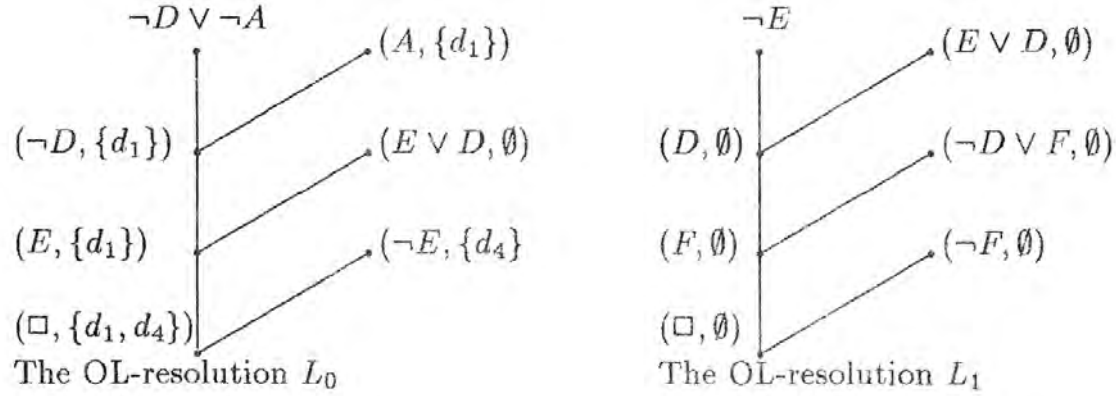 ¬D ∨ ¬A
(A, {d₁})
(¬D, {d₁})
(E ∨ D, ∅)
(E, {d₁})
(¬E, {d₄}
(□, {d₁, d₄})
The OL-resolution L₀
¬E
(E ∨ D, ∅)
(D, ∅)
(¬D ∨ F, ∅)
(F, ∅)
(¬F, ∅)
(□, ∅)
The OL-resolution L₁